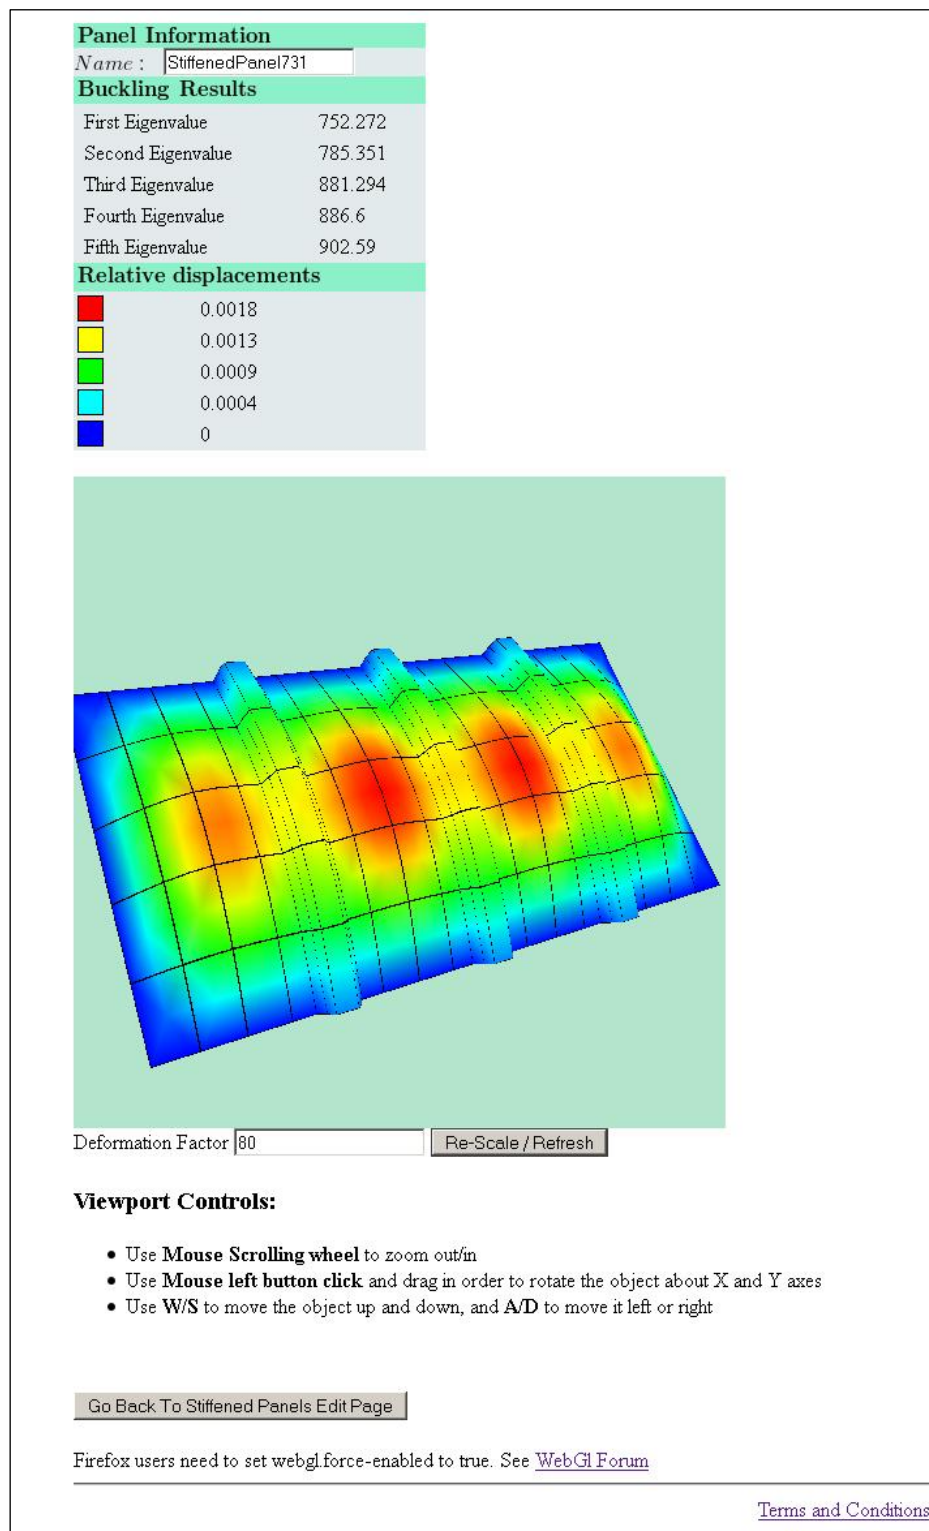 Panel Information
Name : StiffenedPanel731
Buckling Results
First Eigenvalue 752.272
Second Eigenvalue 785.351
Third Eigenvalue 881.294
Fourth Eigenvalue 886.6
Fifth Eigenvalue 902.59
Relative displacements
0.0018
0.0013
0.0009
0.0004
0
Deformation Factor 80 Re-Scale / Refresh
Viewport Controls:
• Use Mouse Scrolling wheel to zoom out/in
• Use Mouse left button click and drag in order to rotate the object about X and Y axes
• Use W/S to move the object up and down, and A/D to move it left or right
Go Back To Stiffened Panels Edit Page
Firefox users need to set webgl.force-enabled to true. See WebGl Forum
Terms and Conditions